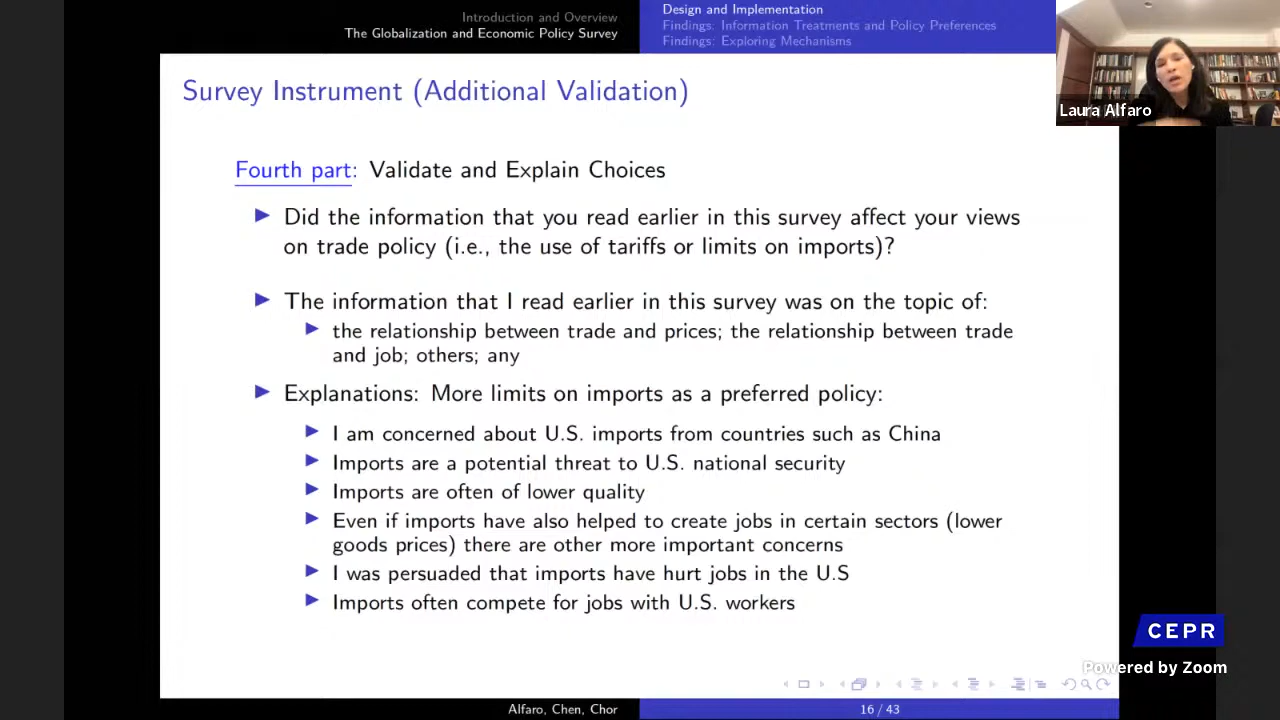 Introduction and Overview
The Globalization and Economic Policy Survey
Design and Implementation
Findings: Information Treatments and Policy Preferences
Findings: Exploring Mechanisms
Laura Alfaro
Survey Instrument (Additional Validation)
Fourth part: Validate and Explain Choices
Did the information that you read earlier in this survey affect your views
on trade policy (i.e., the use of tariffs or limits on imports)?
The information that I read earlier in this survey was on the topic of:
the relationship between trade and prices; the relationship between trade
and job; others; any
Explanations: More limits on imports as a preferred policy:
I am concerned about U.S. imports from countries such as China
Imports are a potential threat to U.S. national security
Imports are often of lower quality
Even if imports have also helped to create jobs in certain sectors (lower
goods prices) there are other more important concerns
I was persuaded that imports have hurt jobs in the U.S
Imports often compete for jobs with U.S. workers
CEPR
Powered by Zoom
Alfaro, Chen, Chor
16 / 43